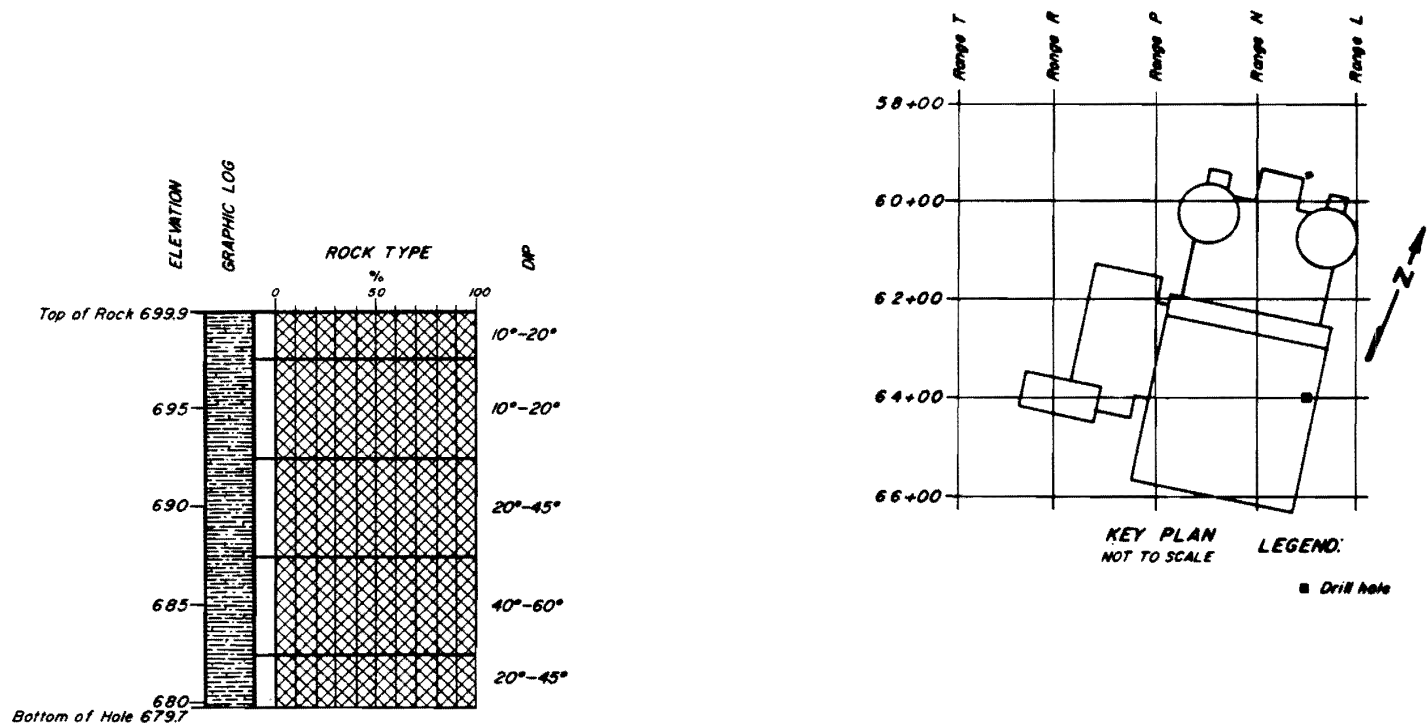 ELEVATION
GRAPHIC LOG
ROCK TYPE
%
DIP
0 50 100
Top of Rock 699.9
10°-20°
695
10°-20°
690
20°-45°
685
40°-60°
20°-45°
680
Bottom of Hole 679.7
Range T
Range R
Range P
Range N
Range L
58+00
60+00
62+00
64+00
66+00
N
KEY PLAN
NOT TO SCALE
LEGEND:
Drill hole